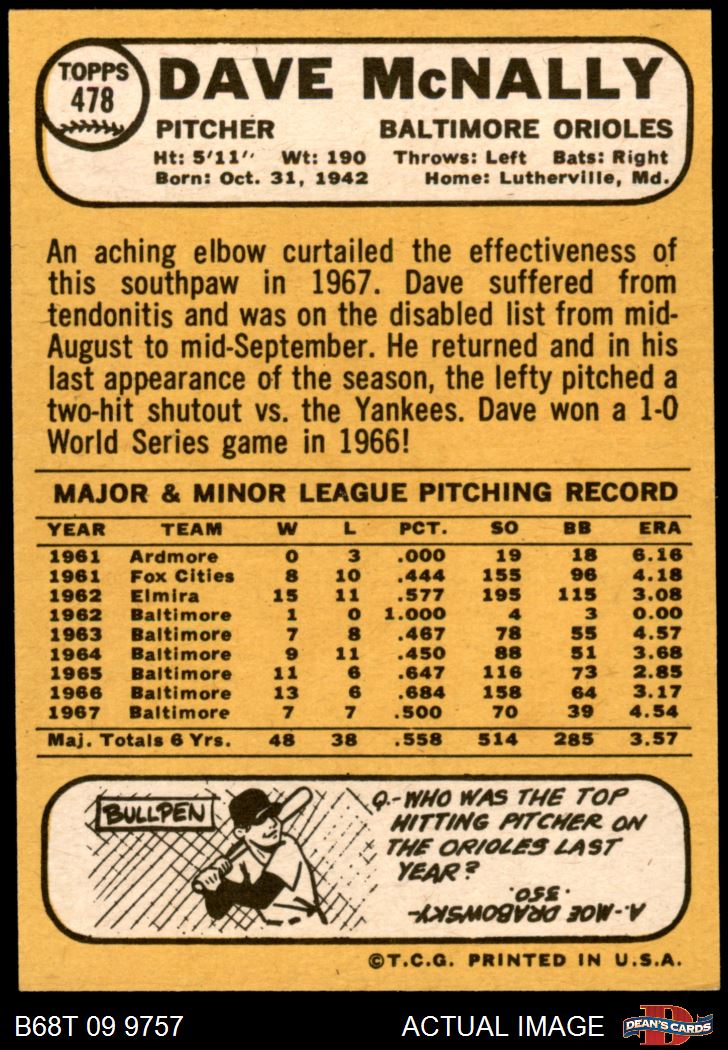 TOPPS
478
DAVE McNALLY
PITCHER BALTIMORE ORIOLES
Ht: 5'11" Wt: 190 Throws: Left Bats: Right
Born: Oct. 31, 1942 Home: Lutherville, Md.
An aching elbow curtailed the effectiveness of
this southpaw in 1967. Dave suffered from
tendonitis and was on the disabled list from mid-
August to mid-September. He returned and in his
last appearance of the season, the lefty pitched a
two-hit shutout vs. the Yankees. Dave won a 1-0
World Series game in 1966!
MAJOR & MINOR LEAGUE PITCHING RECORD
YEAR TEAM W L PCT. SO BB ERA
1961 Ardmore 0 3 .000 19 18 6.16
1961 Fox Cities 8 10 .444 155 96 4.18
1962 Elmira 15 11 .577 195 115 3.08
1962 Baltimore 1 0 1.000 4 3 0.00
1963 Baltimore 7 8 .467 78 55 4.57
1964 Baltimore 9 11 .450 88 51 3.68
1965 Baltimore 11 6 .647 116 73 2.85
1966 Baltimore 13 6 .684 158 64 3.17
1967 Baltimore 7 7 .500 70 39 4.54
Maj. Totals 6 Yrs. 48 38 .558 514 285 3.57
BULLPEN
Q.-WHO WAS THE TOP
HITTING PITCHER ON
THE ORIOLES LAST
YEAR?
A.-MOE DRABOWSKY-
.350.
©T.C.G. PRINTED IN U.S.A.
B68T 09 9757 ACTUAL IMAGE
D
DEAN'S CARDS